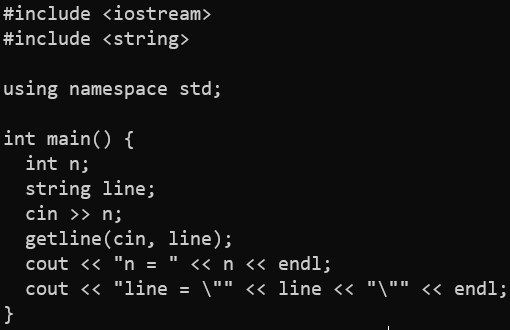 #include <iostream>
#include <string>

using namespace std;

int main() {
  int n;
  string line;
  cin >> n;
  getline(cin, line);
  cout << "n = " << n << endl;
  cout << "line = \"" << line << "\"" << endl;
}